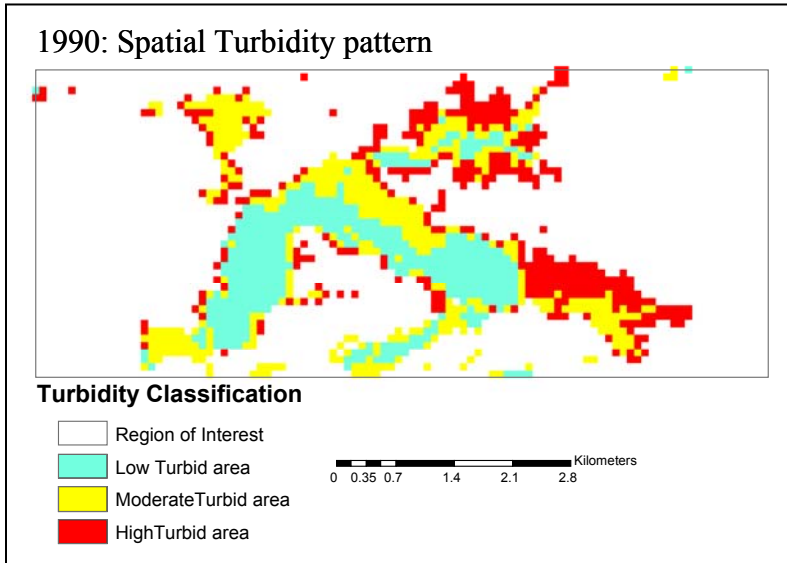 1990: Spatial Turbidity pattern
Turbidity Classification
Region of Interest
Low Turbid area
ModerateTurbid area
HighTurbid area
Kilometers
0 0.35 0.7 1.4 2.1 2.8